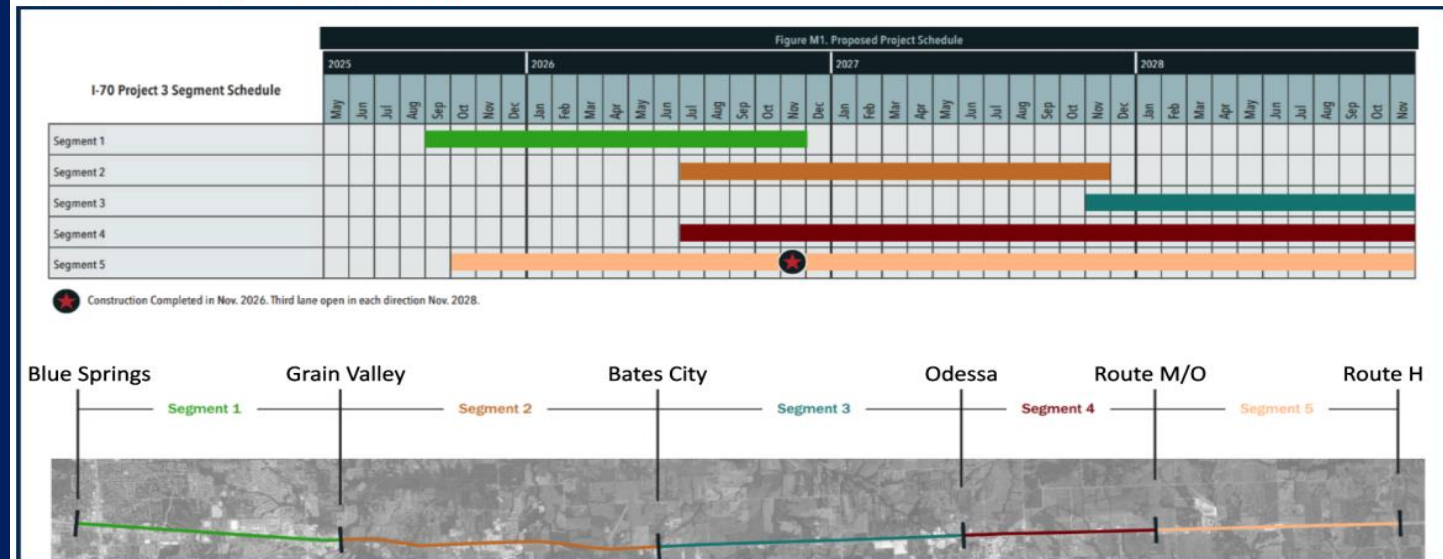 Figure M1. Proposed Project Schedule
I-70 Project 3 Segment Schedule
2025 2026 2027 2028
May Jun Jul Aug Sep Oct Nov Dec Jan Feb Mar Apr May Jun Jul Aug Sep Oct Nov Dec Jan Feb Mar Apr May Jun Jul Aug Sep Oct Nov Dec Jan Feb Mar Apr May Jun Jul Aug Sep Oct Nov
Segment 1
Segment 2
Segment 3
Segment 4
Segment 5
Construction Completed in Nov. 2026. Third lane open in each direction Nov. 2028.
Blue Springs Grain Valley Bates City Odessa Route M/O Route H
Segment 1 Segment 2 Segment 3 Segment 4 Segment 5